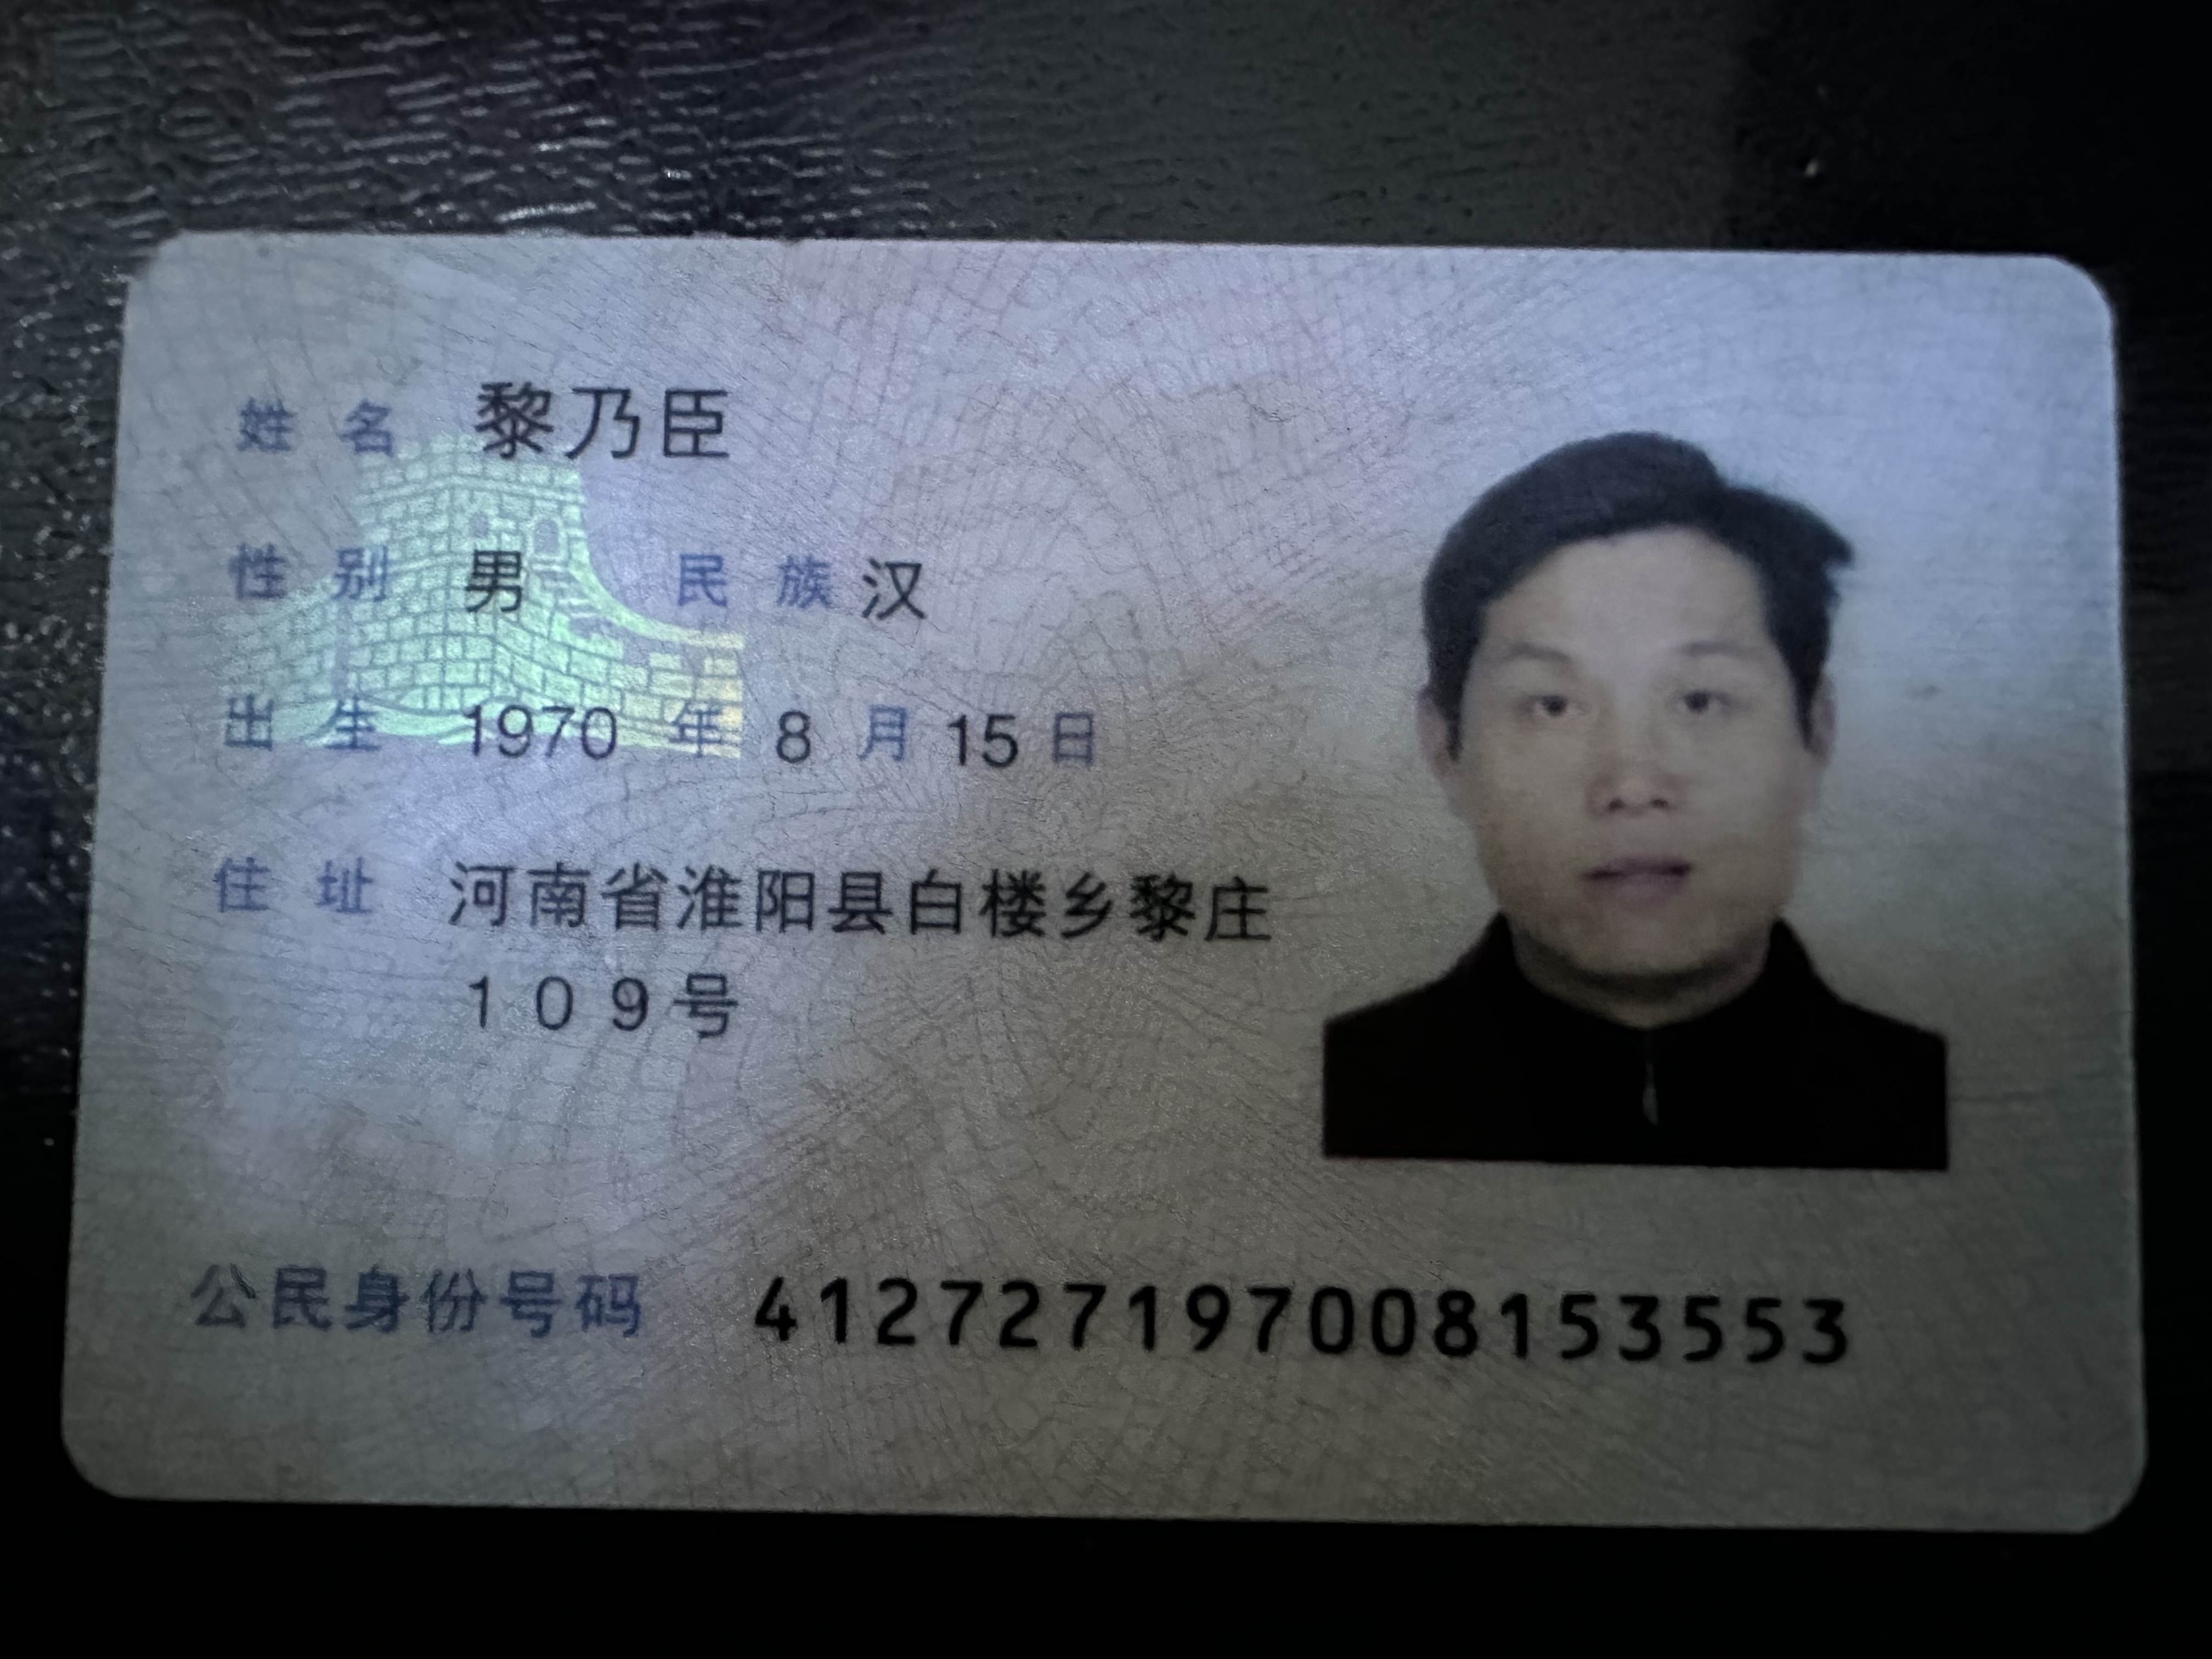 姓名 黎乃臣
性别 男 民族 汉
出生 1970 年 8 月 15 日
住址 河南省淮阳县白楼乡黎庄
109号
公民身份号码 412727197008153553